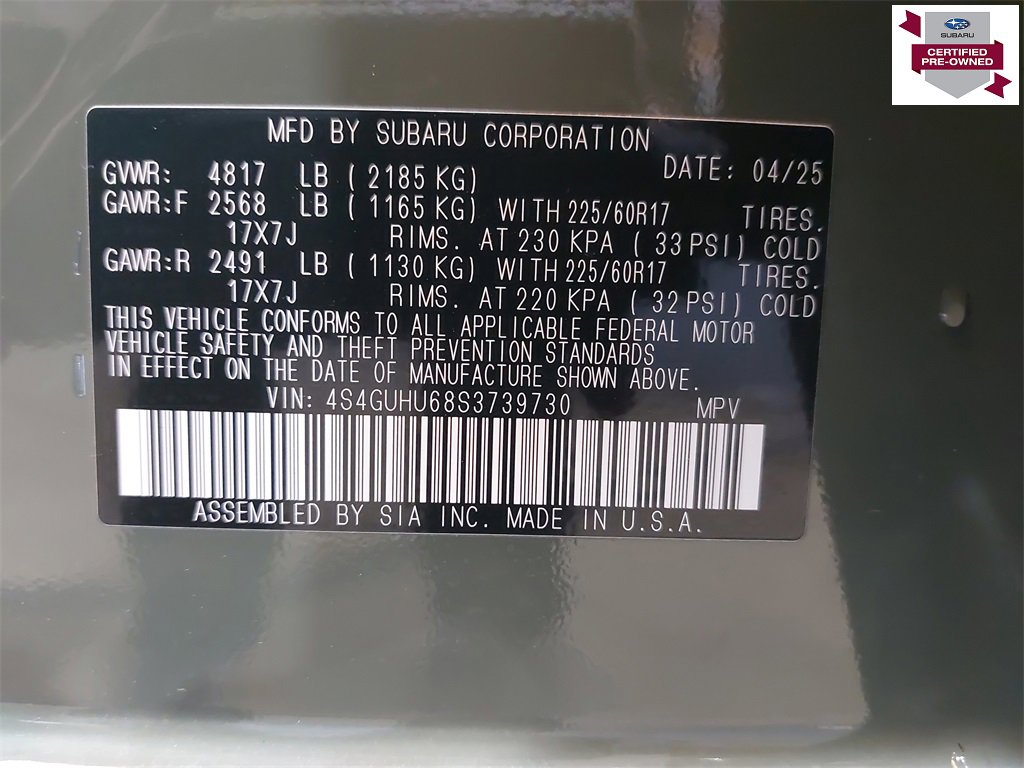 SUBARU
CERTIFIED
PRE-OWNED
MFD BY SUBARU CORPORATION
DATE: 04/25
GVWR: 4817 LB ( 2185 KG)
GAWR:F 2568 LB ( 1165 KG) WITH 225/60R17 TIRES.
17X7J RIMS. AT 230 KPA ( 33 PSI) COLD
GAWR:R 2491 LB ( 1130 KG) WITH 225/60R17 TIRES.
17X7J RIMS. AT 220 KPA ( 32 PSI) COLD
THIS VEHICLE CONFORMS TO ALL APPLICABLE FEDERAL MOTOR
VEHICLE SAFETY AND THEFT PREVENTION STANDARDS
IN EFFECT ON THE DATE OF MANUFACTURE SHOWN ABOVE.
VIN: 4S4GUHU68S3739730 MPV
ASSEMBLED BY SIA INC. MADE IN U.S.A.